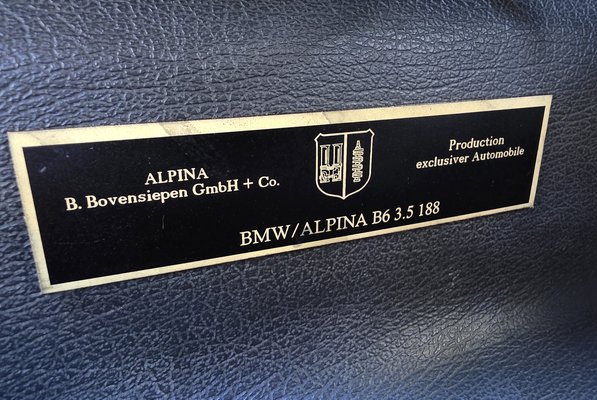 ALPINA
B. Bovensiepen GmbH + Co.
Production
exclusiver Automobile
BMW/ALPINA B6 3.5 188